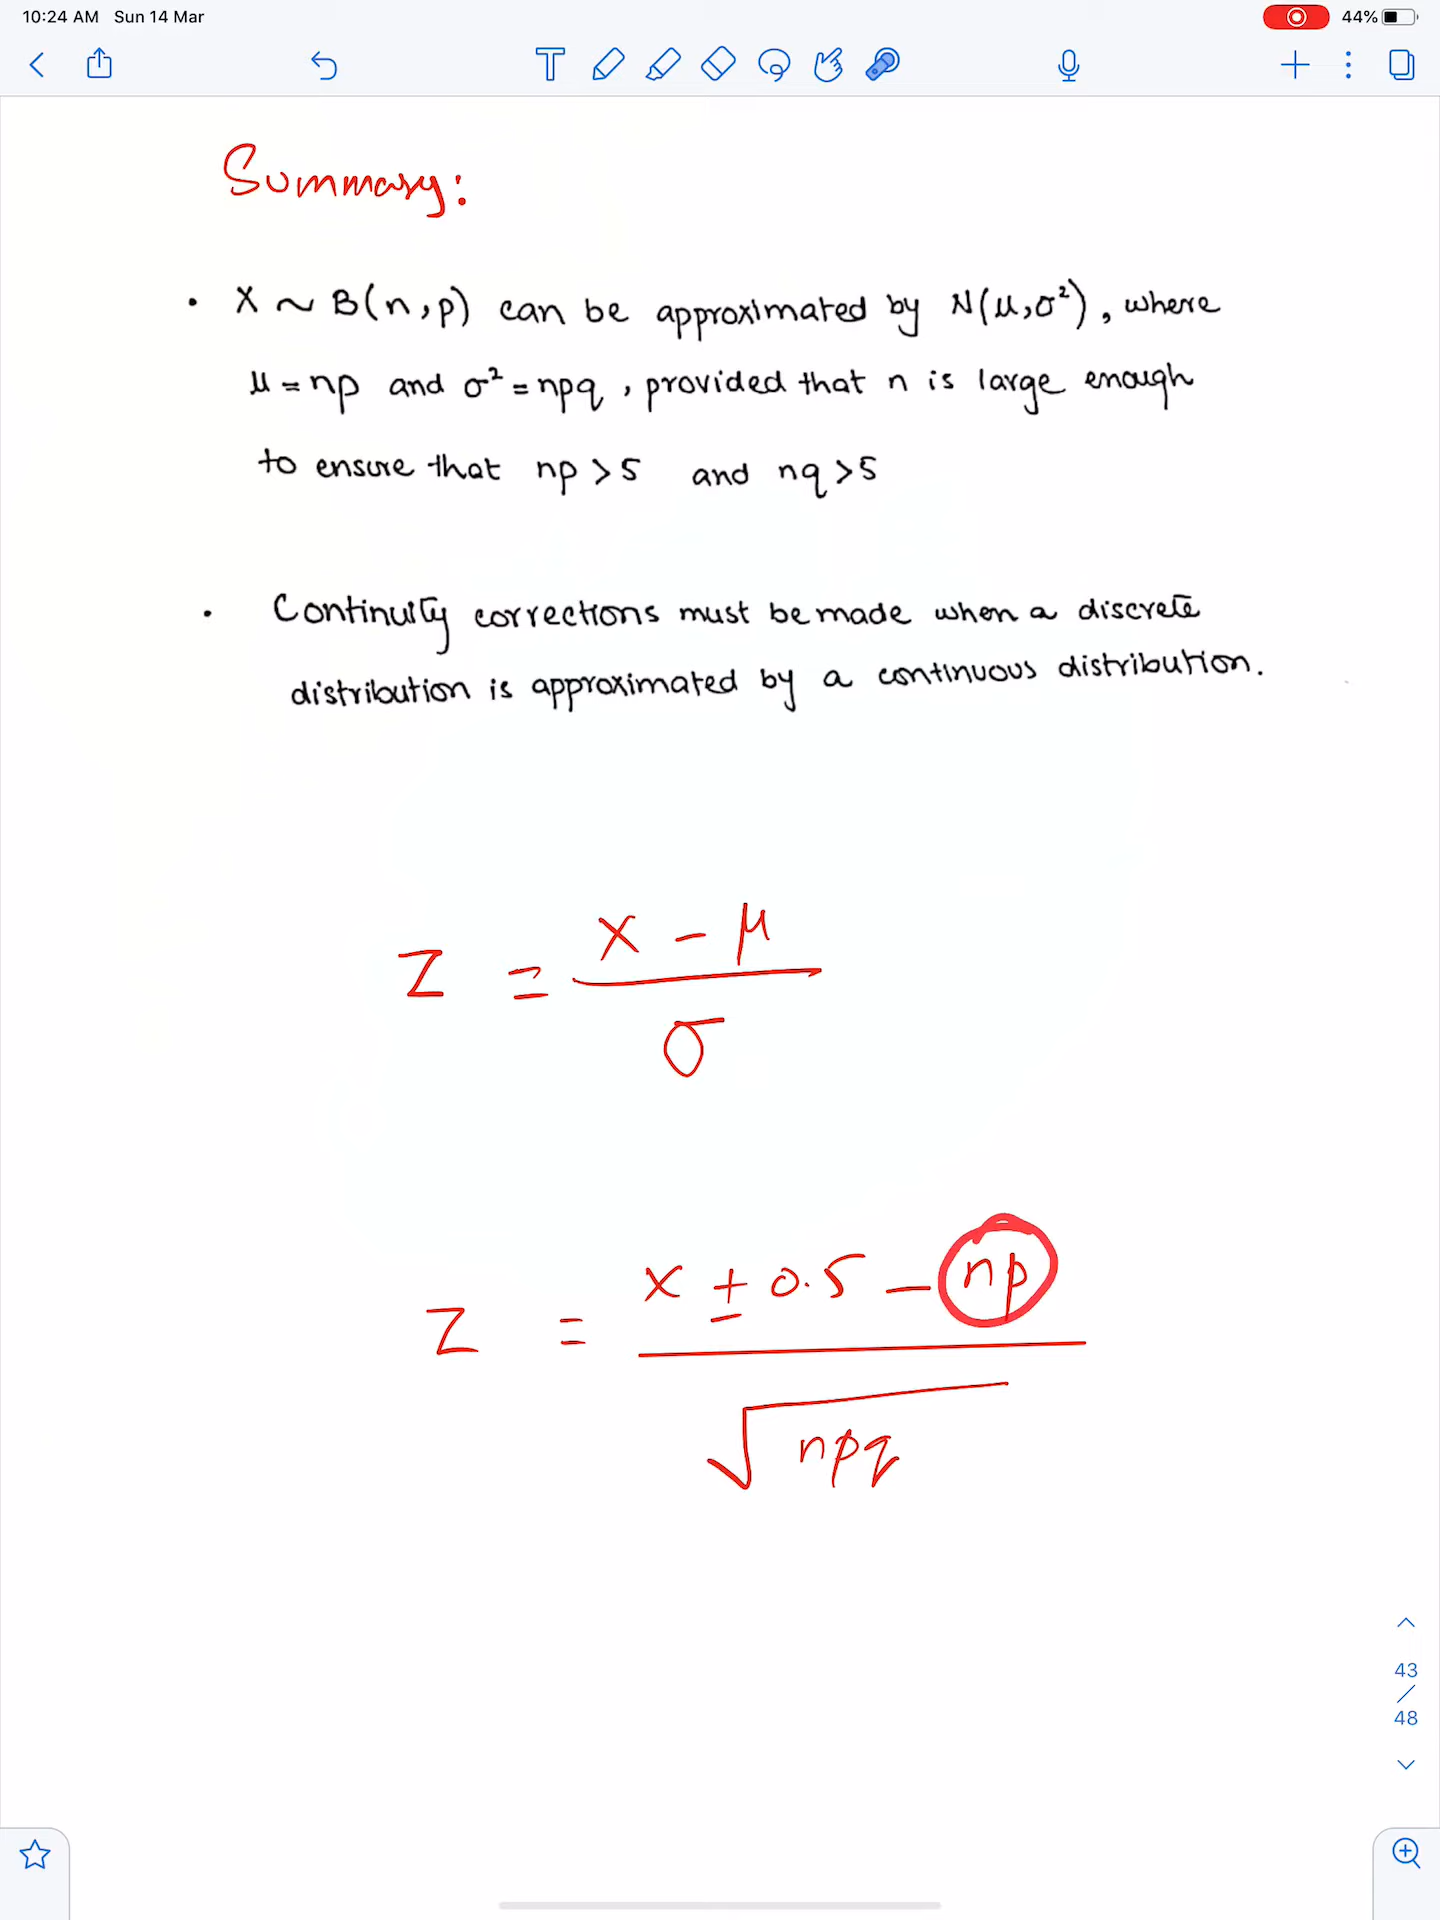 10:24 AM Sun 14 Mar 44%
Summary:
• X ~ B(n,p) can be approximated by N(μ,σ²), where
μ = np and σ² = npq, provided that n is large enough
to ensure that np > 5 and nq > 5
• Continuity corrections must be made when a discrete
distribution is approximated by a continuous distribution.
Z = (X − μ) / σ
Z = (X ± 0.5 − np) / √npq
43
/
48